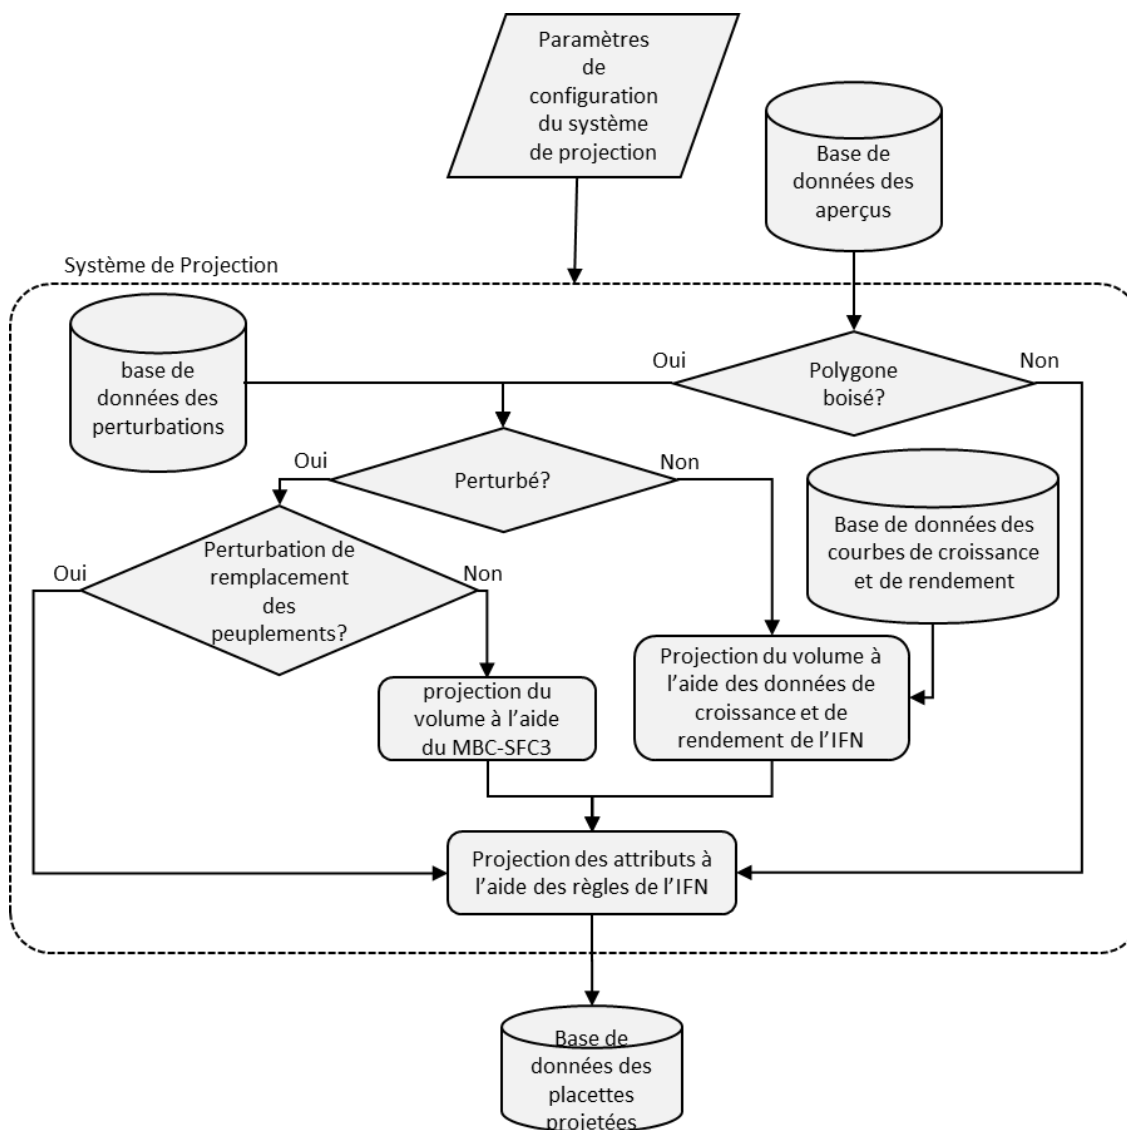 Paramètres
de
configuration
du système
de projection
Base de
données des
aperçus
Système de Projection
base de
données des
perturbations
Oui
Polygone
boisé?
Non
Oui
Perturbé?
Non
Base de données des
courbes de croissance
et de rendement
Oui
Perturbation de
remplacement
des
peuplements?
Non
projection du
volume à l’aide
du MBC-SFC3
Projection du volume à
l’aide des données de
croissance et de
rendement de l’IFN
Projection des attributs à
l’aide des règles de l’IFN
Base de
données des
placettes
projetées